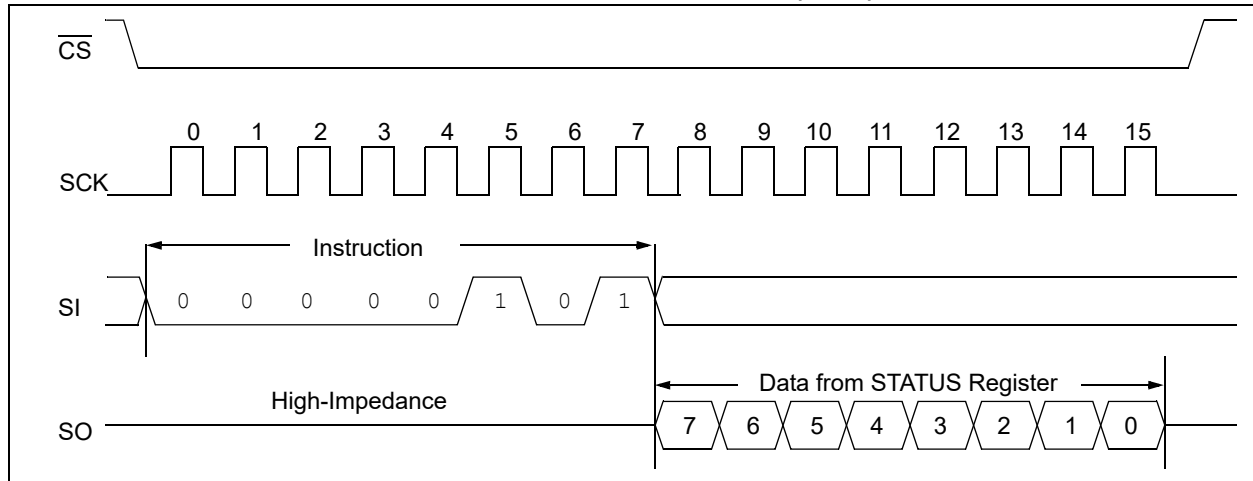 CS
0 1 2 3 4 5 6 7 8 9 10 11 12 13 14 15
SCK
Instruction
SI 0 0 0 0 0 1 0 1
Data from STATUS Register
High-Impedance
SO 7 6 5 4 3 2 1 0